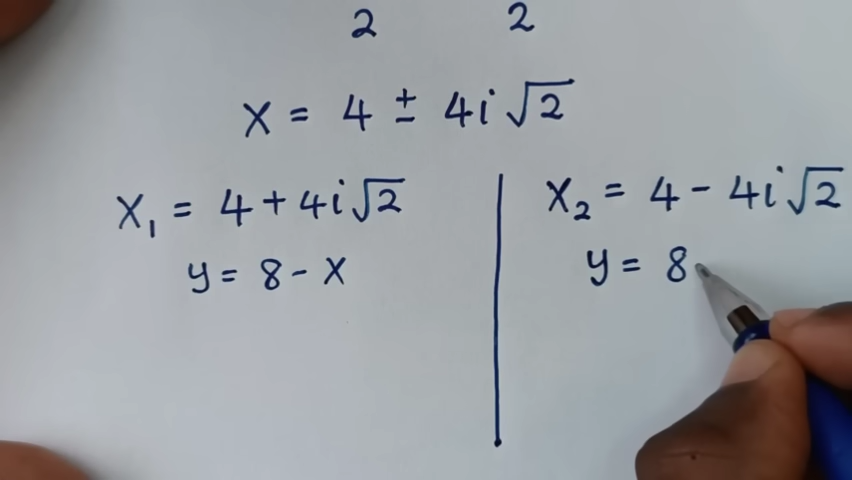 2 2
X = 4 ± 4i√2
X₁ = 4 + 4i√2
y = 8 - X
X₂ = 4 - 4i√2
y = 8